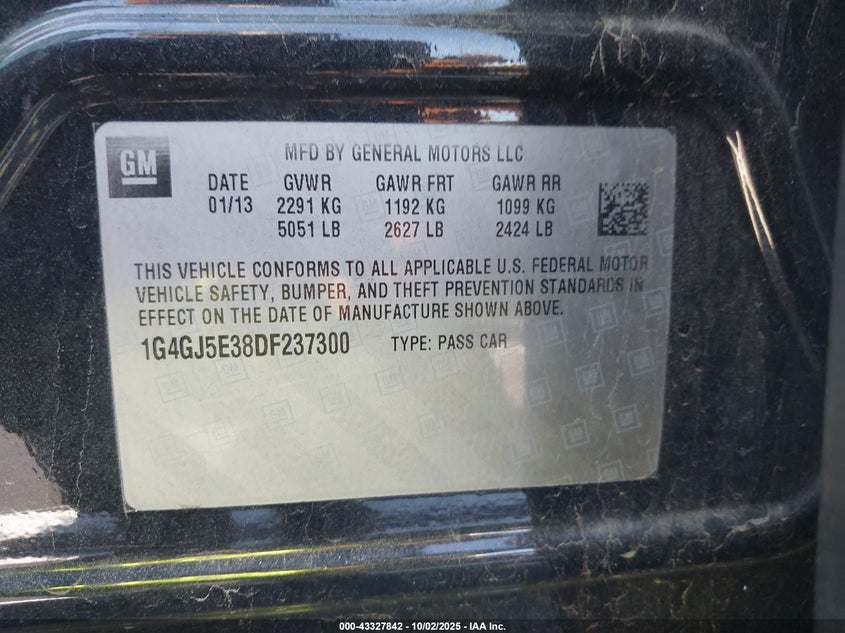 GM
MFD BY GENERAL MOTORS LLC
DATE GVWR GAWR FRT GAWR RR
01/13 2291 KG 1192 KG 1099 KG
5051 LB 2627 LB 2424 LB
THIS VEHICLE CONFORMS TO ALL APPLICABLE U.S. FEDERAL MOTOR
VEHICLE SAFETY, BUMPER, AND THEFT PREVENTION STANDARDS IN
EFFECT ON THE DATE OF MANUFACTURE SHOWN ABOVE.
1G4GJ5E38DF237300 TYPE: PASS CAR
000-43327842 - 10/02/2025 - IAA Inc.